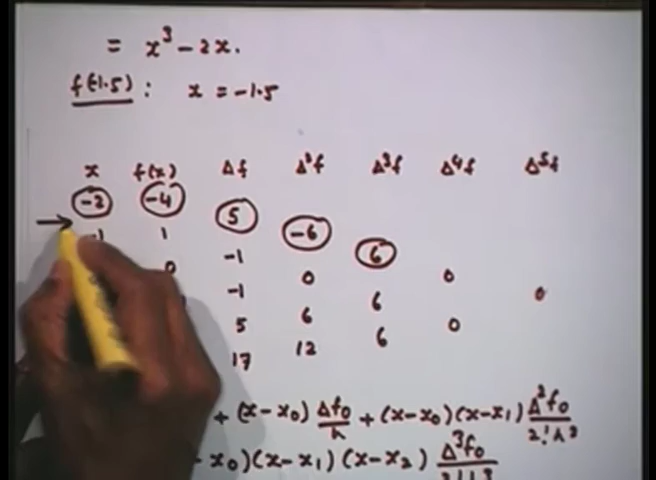 = x³ - 2x.
f(-1.5) : x = -1.5
x f(x) Δf Δ²f Δ³f Δ⁴f Δ⁵f
-2 -4
5
-1 1 -6
-1 6
0 0 0
-1 6 0
6 0
5 6
12
17
+ (x-x₀) Δf₀/h + (x-x₀)(x-x₁) Δ²f₀/2!h²
x₀)(x-x₁)(x-x₂) Δ³f₀/3!h³